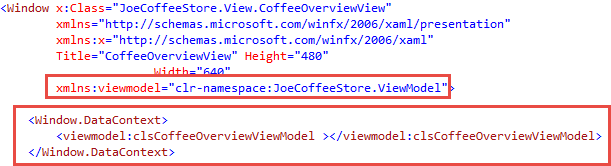 <Window x:Class="JoeCoffeeStore.View.CoffeeOverviewView"
xmlns="http://schemas.microsoft.com/winfx/2006/xaml/presentation"
xmlns:x="http://schemas.microsoft.com/winfx/2006/xaml"
Title="CoffeeOverviewView" Height="480"
Width="640"
xmlns:viewmodel="clr-namespace:JoeCoffeeStore.ViewModel">
<Window.DataContext>
<viewmodel:clsCoffeeOverviewViewModel ></viewmodel:clsCoffeeOverviewViewModel>
</Window.DataContext>